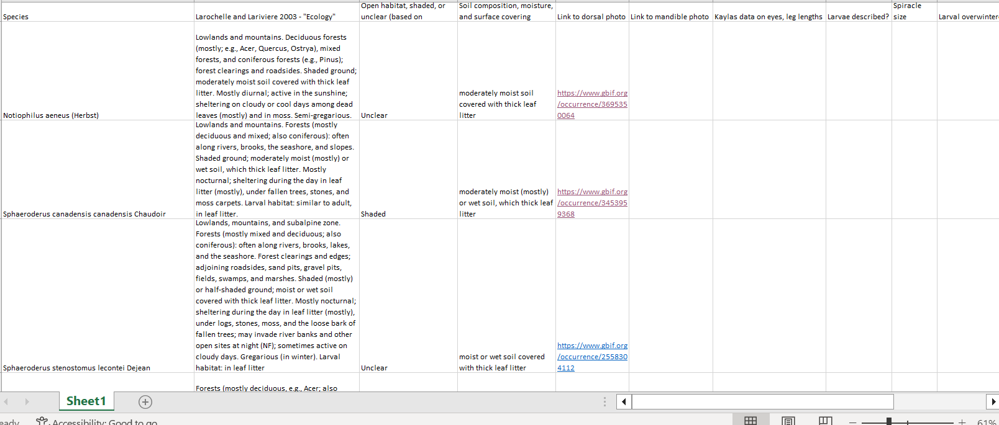 Species
Larochelle and Lariviere 2003 - "Ecology"
Open habitat, shaded, or
unclear (based on
Soil composition, moisture,
and surface covering
Link to dorsal photo
Link to mandible photo
Kaylas data on eyes, leg lengths
Larvae described?
Spiracle
size
Larval overwinter
Notiophilus aeneus (Herbst)
Lowlands and mountains. Deciduous forests
(mostly; e.g., Acer, Quercus, Ostrya), mixed
forests, and coniferous forests (e.g., Pinus);
forest clearings and roadsides. Shaded ground;
moderately moist soil covered with thick leaf
litter. Mostly diurnal; active in the sunshine;
sheltering on cloudy or cool days among dead
leaves (mostly) and in moss. Semi-gregarious.
Unclear
moderately moist soil
covered with thick leaf
litter
https://www.gbif.org
/occurrence/369535
0064
Sphaeroderus canadensis canadensis Chaudoir
Lowlands and mountains. Forests (mostly
deciduous and mixed; also coniferous): often
along rivers, brooks, the seashore, and slopes.
Shaded ground; moderately moist (mostly) or
wet soil, which thick leaf litter. Mostly
nocturnal; sheltering during the day in leaf
litter (mostly), under fallen trees, stones, and
moss carpets. Larval habitat: similar to adult,
in leaf litter.
Shaded
moderately moist (mostly)
or wet soil, which thick leaf
litter
https://www.gbif.org
/occurrence/345395
9368
Sphaeroderus stenostomus lecontei Dejean
Lowlands, mountains, and subalpine zone.
Forests (mostly mixed and deciduous; also
coniferous): often along rivers, brooks, lakes,
and the seashore. Forest clearings and edges;
adjoining roadsides, sand pits, gravel pits,
fields, swamps, and marshes. Shaded (mostly)
or half-shaded ground; moist or wet soil
covered with thick leaf litter. Mostly nocturnal;
sheltering during the day in leaf litter (mostly),
under logs, stones, moss, and the loose bark of
fallen trees; may invade river banks and other
open sites at night (NF); sometimes active on
cloudy days. Gregarious (in winter). Larval
habitat: in leaf litter
Unclear
moist or wet soil covered
with thick leaf litter
https://www.gbif.org
/occurrence/255830
4112
Forests (mostly deciduous, e.g., Acer; also
Sheet1
eady
Accessibility: Good to go
61%